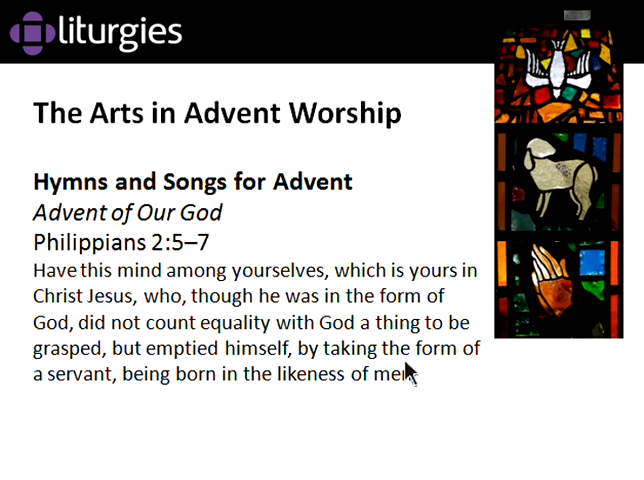 liturgies
The Arts in Advent Worship
Hymns and Songs for Advent
Advent of Our God
Philippians 2:5–7
Have this mind among yourselves, which is yours in
Christ Jesus, who, though he was in the form of
God, did not count equality with God a thing to be
grasped, but emptied himself, by taking the form of
a servant, being born in the likeness of men